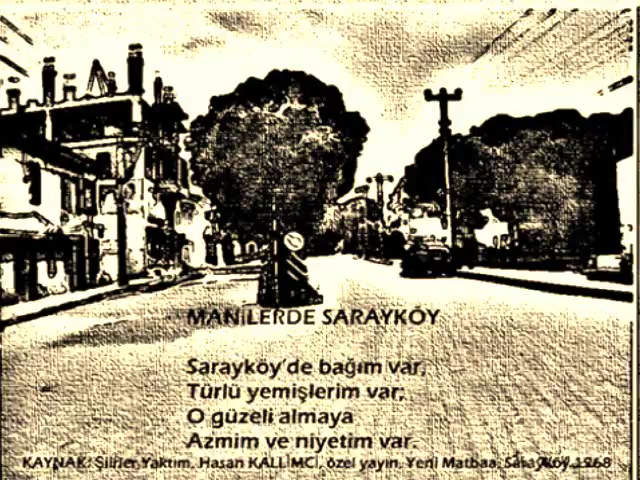 MANİLERDE SARAYKÖY
Sarayköy'de bağım var,
Türlü yemişlerim var;
O güzeli almaya
Azmim ve niyetim var.
KAYNAK: Şiirler Yaktım, Hasan KALLİMCİ, özel yayın, Yeni Matbaa, Sarayköy 1968